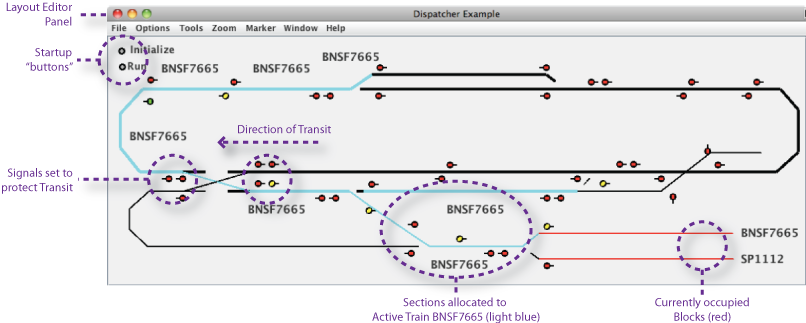 Layout Editor
Panel
Dispatcher Example
File Options Tools Zoom Marker Window Help
Startup
"buttons"
Initialize
Run
BNSF7665
BNSF7665
BNSF7665
BNSF7665
Direction of Transit
Signals set to
protect Transit
BNSF7665
BNSF7665
BNSF7665
BNSF7665
SP1112
Sections allocated to
Active Train BNSF7665 (light blue)
Currently occupied
Blocks (red)